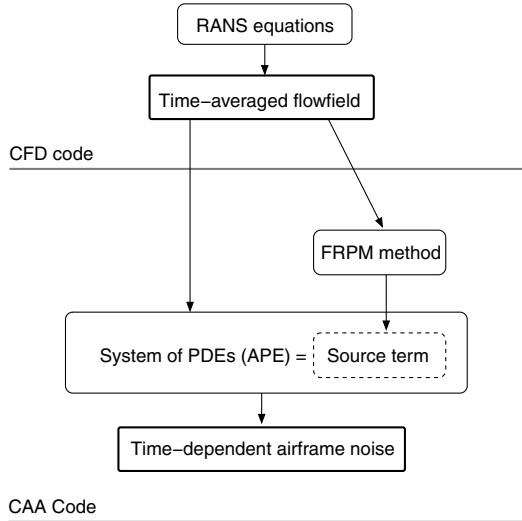 RANS equations
Time−averaged flowfield
CFD code
FRPM method
System of PDEs (APE) = Source term
Time−dependent airframe noise
CAA Code